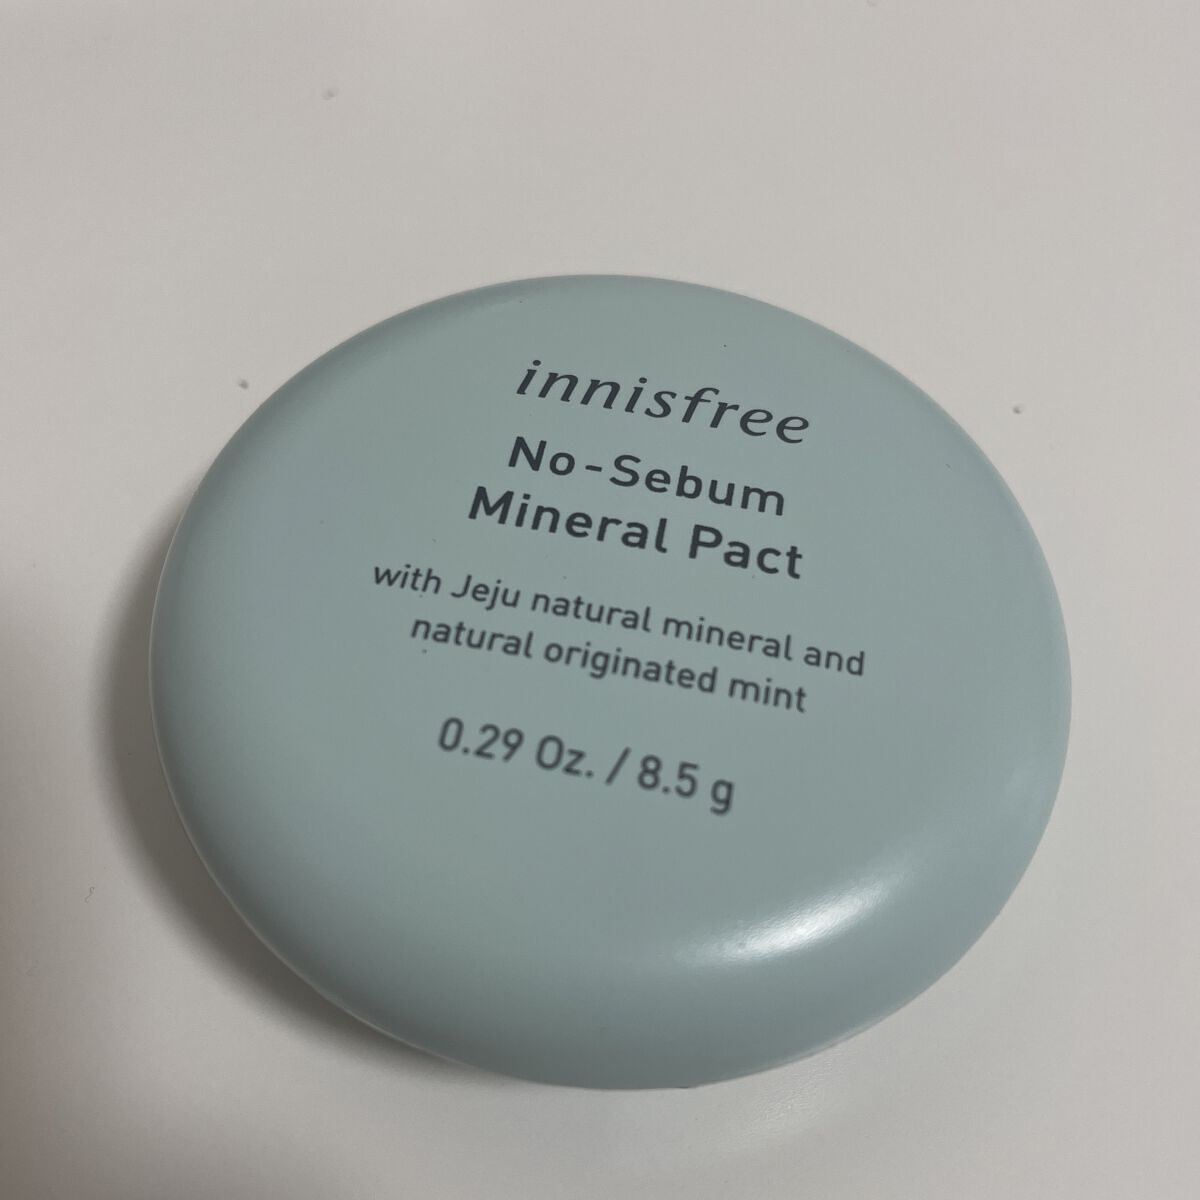 innisfree
No-Sebum
Mineral Pact
with Jeju natural mineral and
natural originated mint
0.29 Oz. / 8.5 g